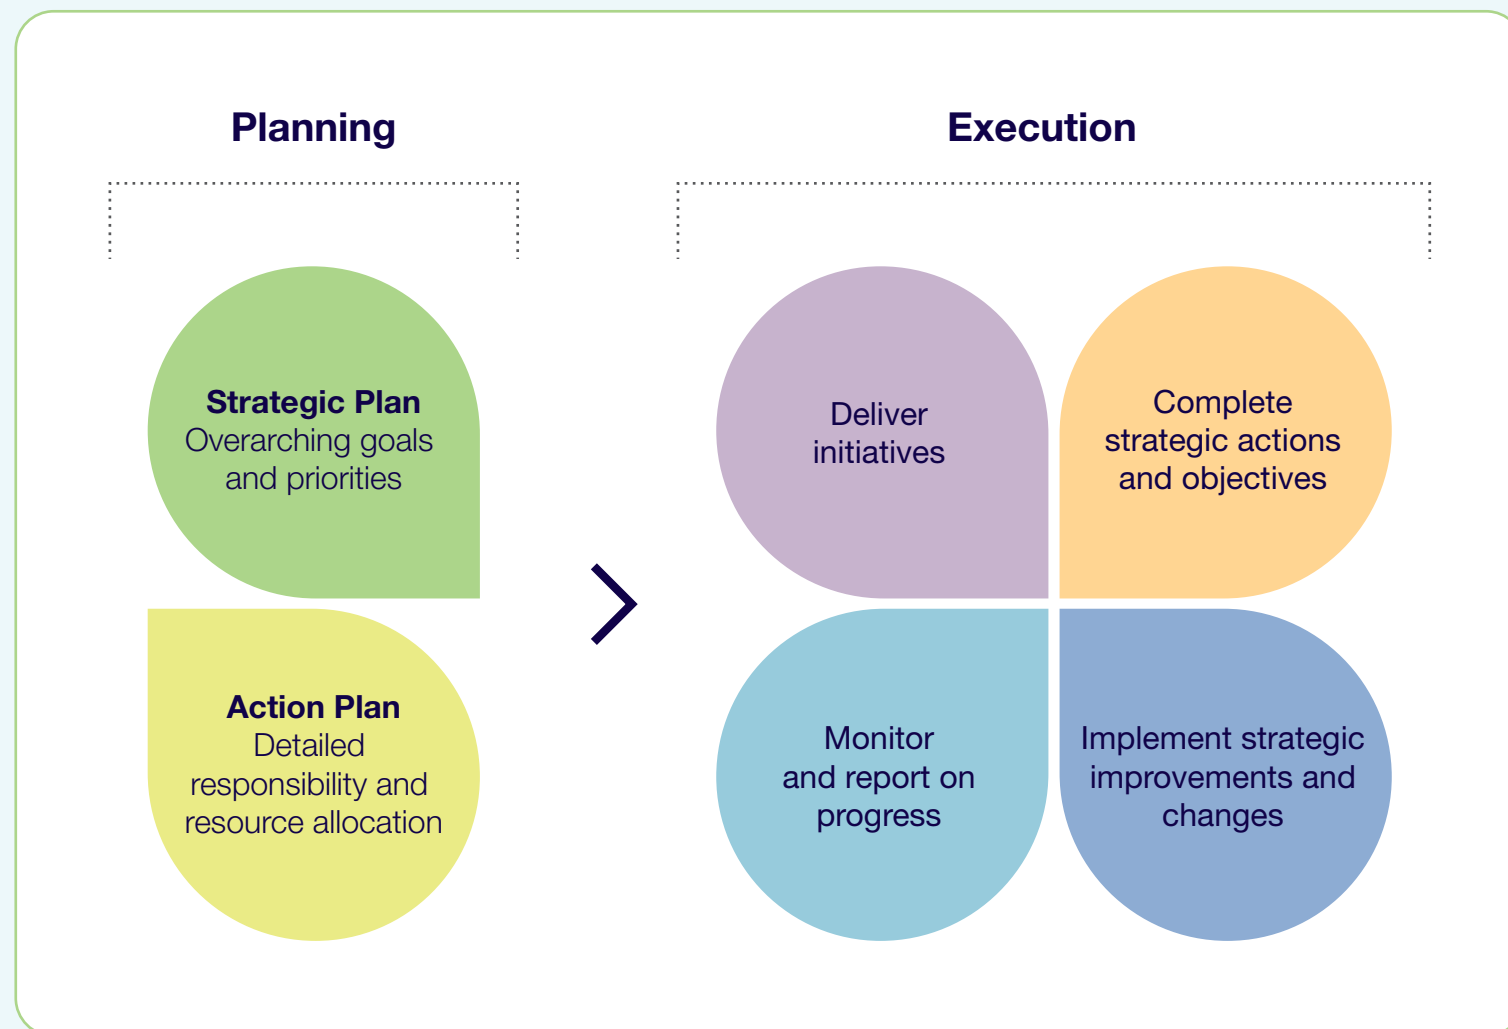 Planning
Strategic Plan
Overarching goals
and priorities
Action Plan
Detailed
responsibility and
resource allocation
Execution
Deliver
initiatives
Complete
strategic actions
and objectives
Monitor
and report on
progress
Implement strategic
improvements and
changes